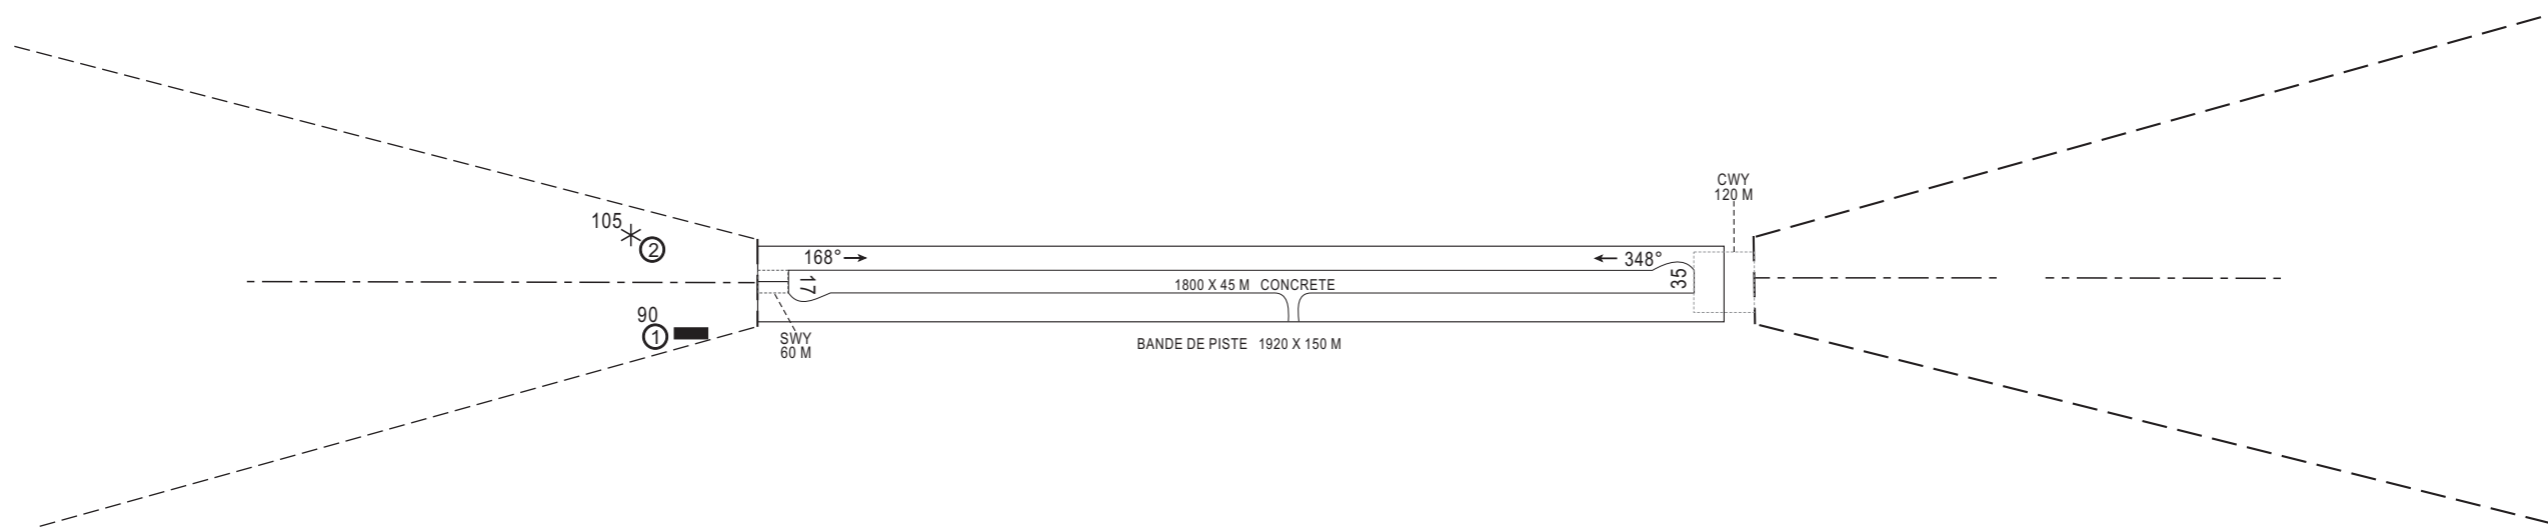 CWY
120 M
105
2
168°
348°
17
1800 X 45 M CONCRETE
35
90
1
SWY
60 M
BANDE DE PISTE 1920 X 150 M